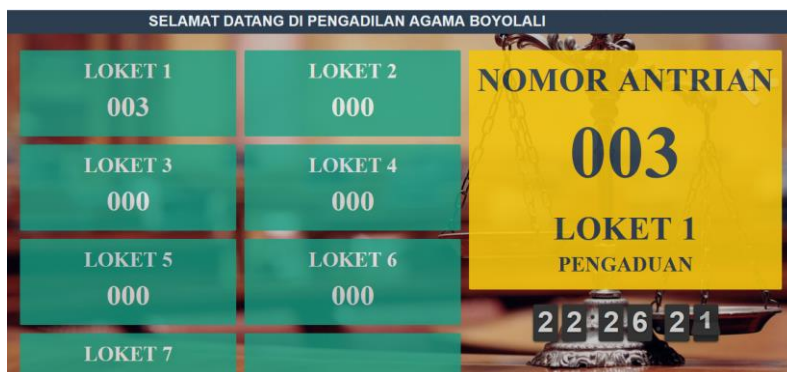 SELAMAT DATANG DI PENGADILAN AGAMA BOYOLALI
LOKET 1
003
LOKET 2
000
LOKET 3
000
LOKET 4
000
LOKET 5
000
LOKET 6
000
LOKET 7
NOMOR ANTRIAN
003
LOKET 1
PENGADUAN
22 26 21